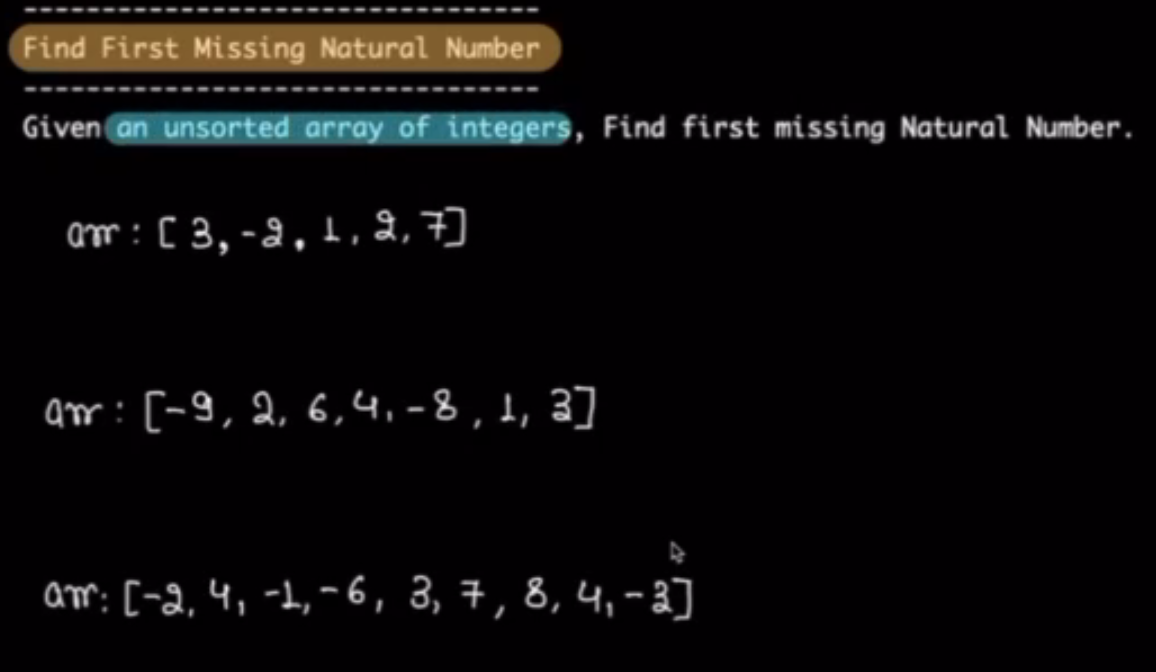 ---------------------------------
Find First Missing Natural Number
---------------------------------
Given an unsorted array of integers, Find first missing Natural Number.
arr : [ 3, -2, 1, 2, 7]
arr : [-9, 2, 6, 4, -8, 1, 3]
arr: [-2, 4, -1, -6, 3, 7, 8, 4, -3]